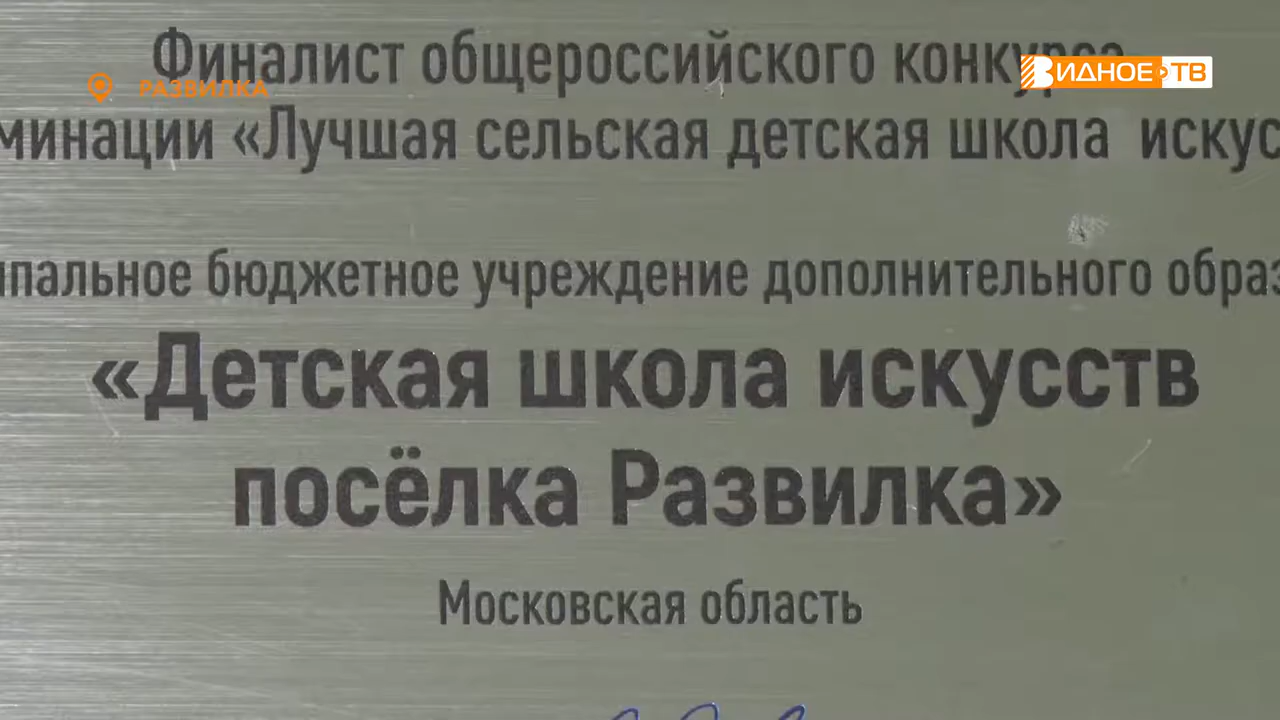 Финалист общероссийского конкурса
ВИДНОЕ ТВ
РАЗВИЛКА
минации «Лучшая сельская детская школа искус
ипальное бюджетное учреждение дополнительного образ
«Детская школа искусств
посёлка Развилка»
Московская область